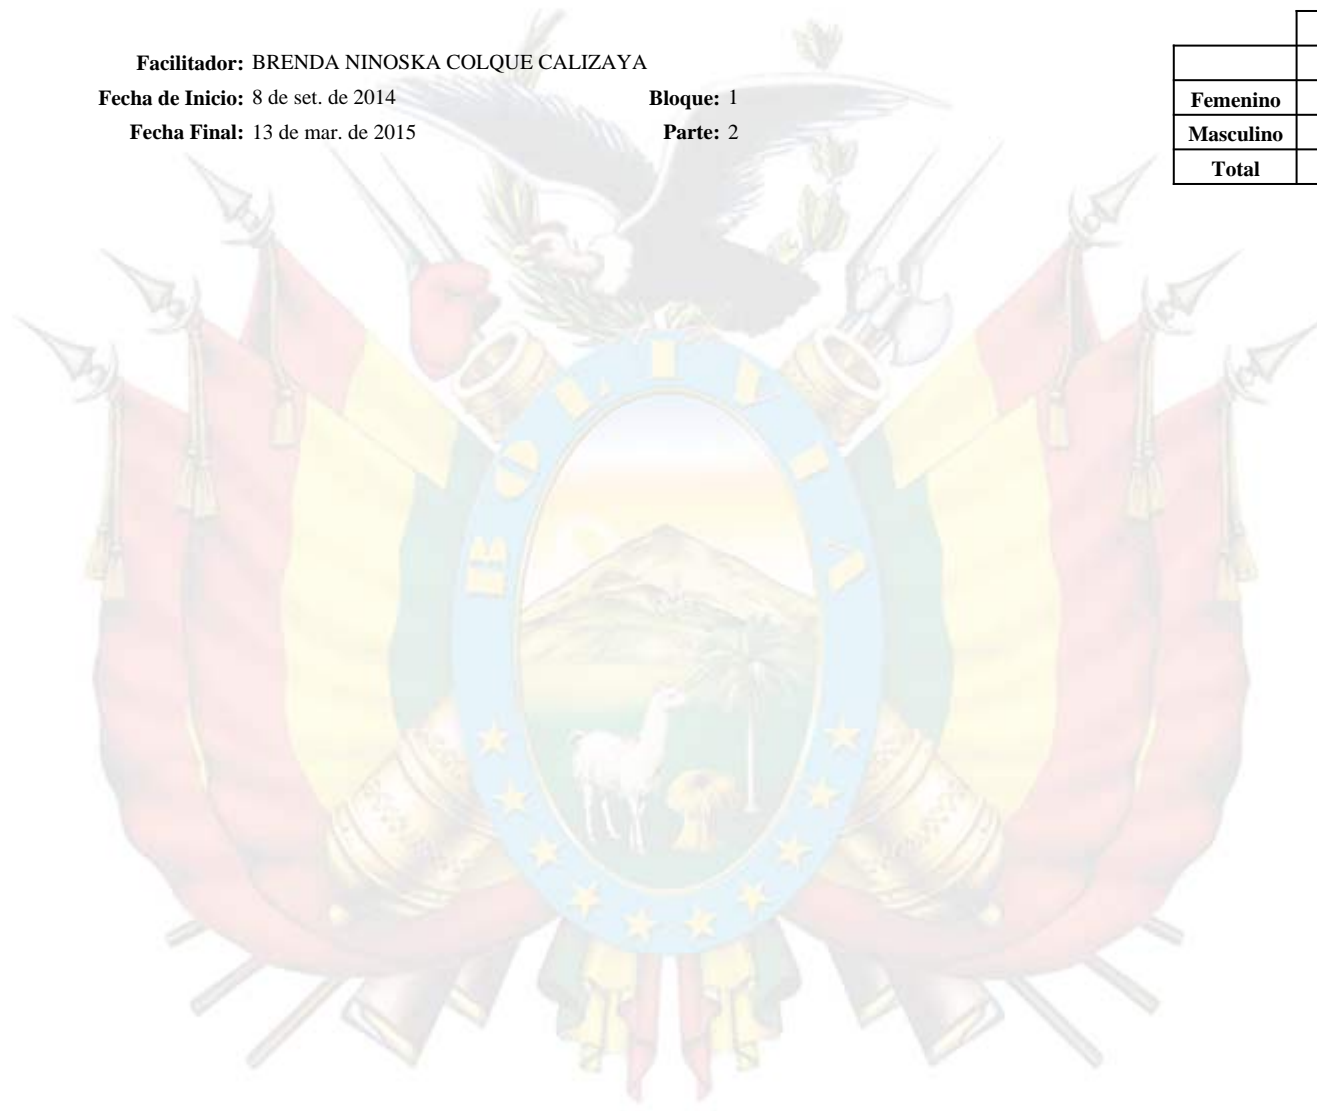 Facilitador: BRENDA NINOSKA COLQUE CALIZAYA
Fecha de Inicio: 8 de set. de 2014 Bloque: 1
Fecha Final: 13 de mar. de 2015 Parte: 2
Femenino
Masculino
Total
BOLIVIA